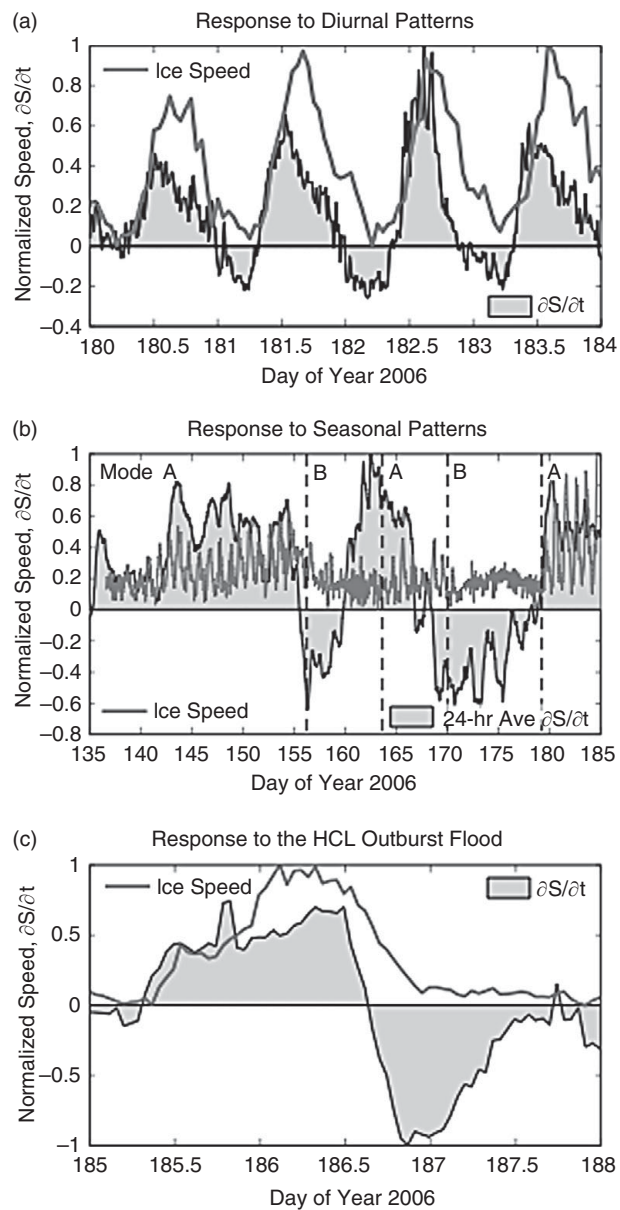 (a)
Response to Diurnal Patterns
1
0.8
0.6
0.4
0.2
0
−0.2
−0.4
Normalized Speed, ∂S/∂t
Ice Speed
∂S/∂t
180 180.5 181 181.5 182 182.5 183 183.5 184
Day of Year 2006
(b)
Response to Seasonal Patterns
1
0.8
0.6
0.4
0.2
0
−0.2
−0.4
−0.6
−0.8
Normalized Speed, ∂S/∂t
Mode A B A B A
Ice Speed
24-hr Ave ∂S/∂t
135 140 145 150 155 160 165 170 175 180 185
Day of Year 2006
(c)
Response to the HCL Outburst Flood
1
0.5
0
−0.5
−1
Normalized Speed, ∂S/∂t
Ice Speed
∂S/∂t
185 185.5 186 186.5 187 187.5 188
Day of Year 2006